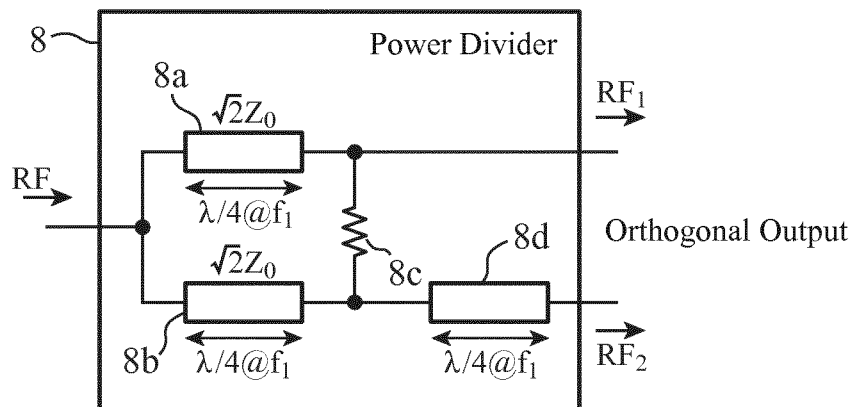 8
Power Divider
8a
√2Z₀
RF₁
RF
λ/4@f₁
8c
8d
Orthogonal Output
√2Z₀
8b
λ/4@f₁
λ/4@f₁
RF₂